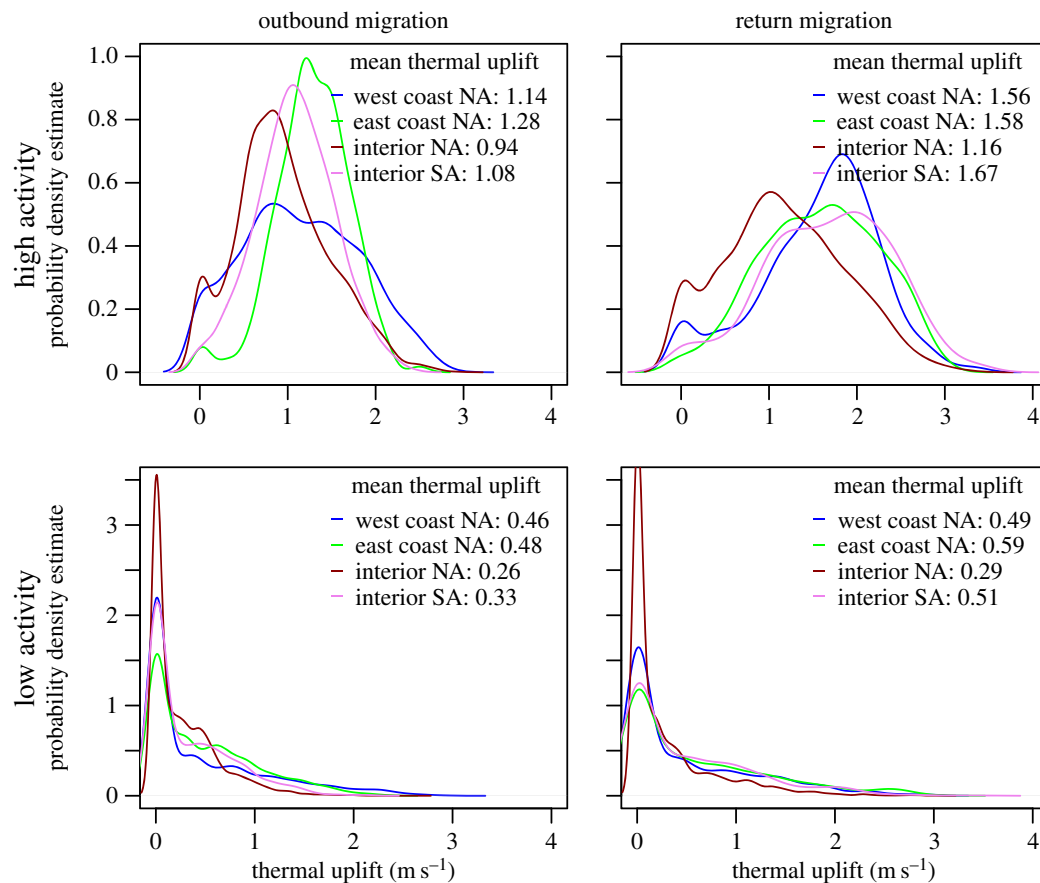 outbound migration
return migration
high activity
probability density estimate
1.0
0.8
0.6
0.4
0.2
0
mean thermal uplift
west coast NA: 1.14
east coast NA: 1.28
interior NA: 0.94
interior SA: 1.08
0 1 2 3 4
mean thermal uplift
west coast NA: 1.56
east coast NA: 1.58
interior NA: 1.16
interior SA: 1.67
0 1 2 3 4
low activity
probability density estimate
3
2
1
0
mean thermal uplift
west coast NA: 0.46
east coast NA: 0.48
interior NA: 0.26
interior SA: 0.33
0 1 2 3 4
thermal uplift (m s⁻¹)
mean thermal uplift
west coast NA: 0.49
east coast NA: 0.59
interior NA: 0.29
interior SA: 0.51
0 1 2 3 4
thermal uplift (m s⁻¹)